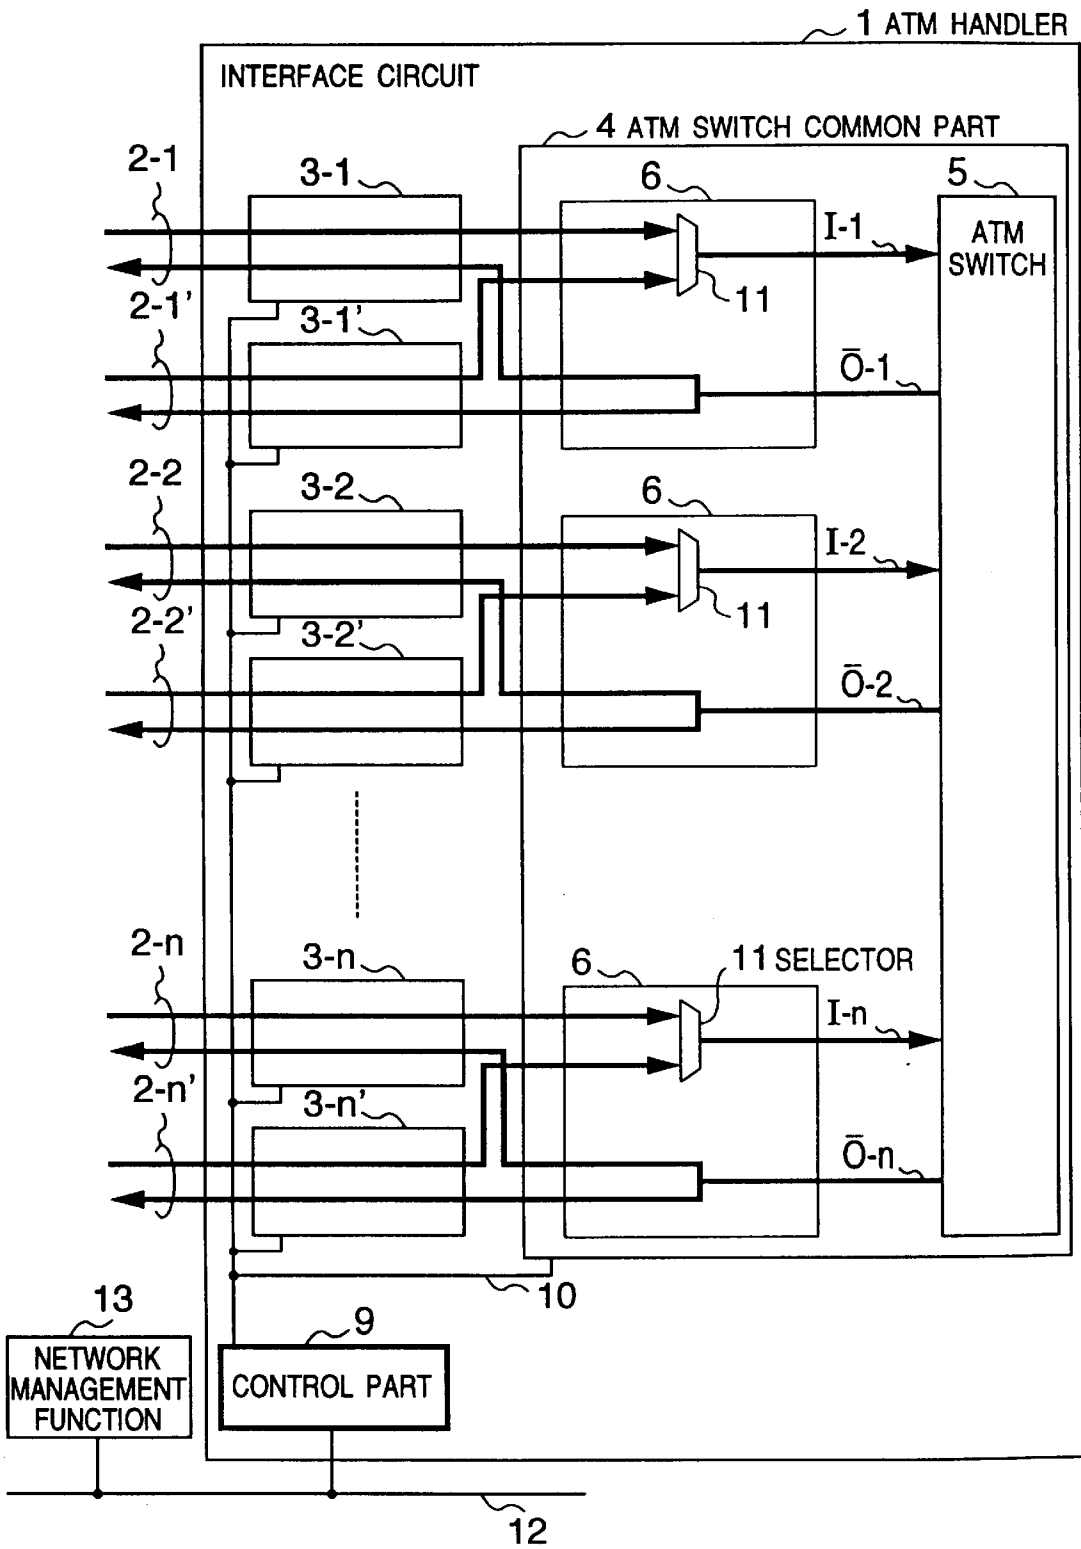 1 ATM HANDLER
INTERFACE CIRCUIT
4 ATM SWITCH COMMON PART
2-1
3-1
6
5
I-1
ATM
SWITCH
11
2-1’
3-1’
O̅-1
2-2
3-2
6
I-2
11
2-2’
3-2’
O̅-2
2-n
3-n
6
11 SELECTOR
I-n
2-n’
3-n’
O̅-n
10
13
9
NETWORK
MANAGEMENT
FUNCTION
CONTROL PART
12